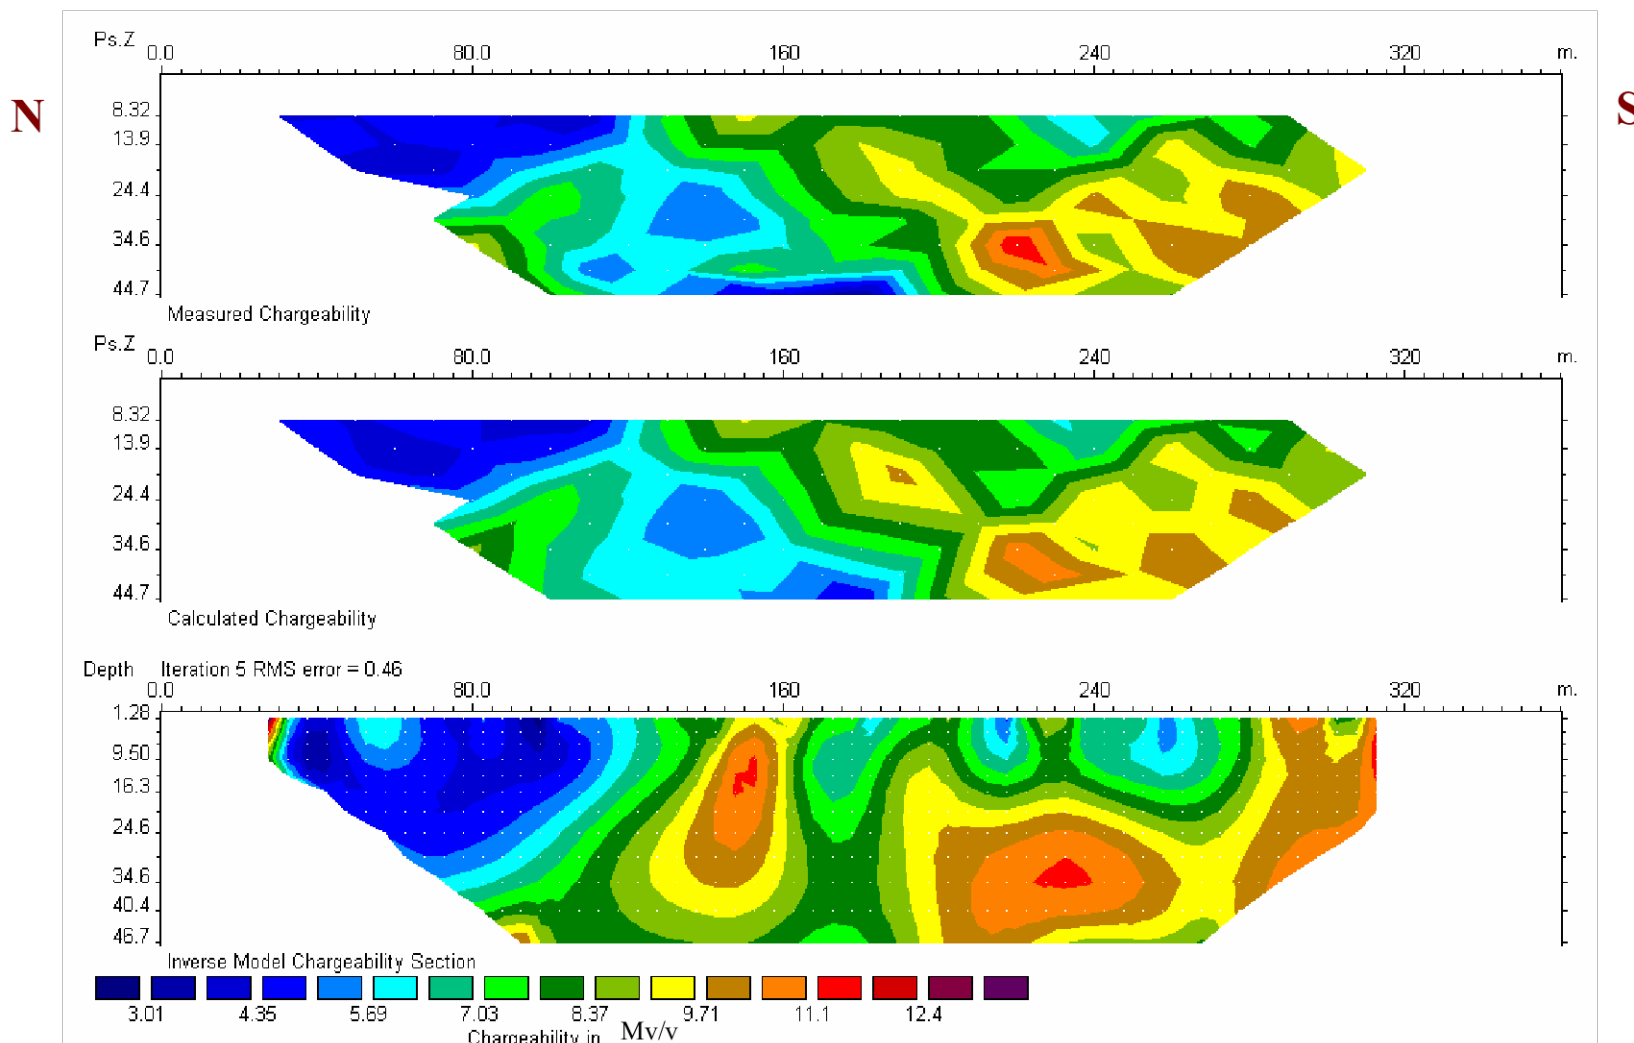 Ps.Z 0.0 80.0 160 240 320 m.
N
S
8.32
13.9
24.4
34.6
44.7
Measured Chargeability
Ps.Z 0.0 80.0 160 240 320 m.
8.32
13.9
24.4
34.6
44.7
Calculated Chargeability
Depth Iteration 5 RMS error = 0.46
0.0 80.0 160 240 320 m.
1.28
9.50
16.3
24.6
34.6
40.4
46.7
Inverse Model Chargeability Section
3.01 4.35 5.69 7.03 8.37 9.71 11.1 12.4
Chargeability in Mv/v